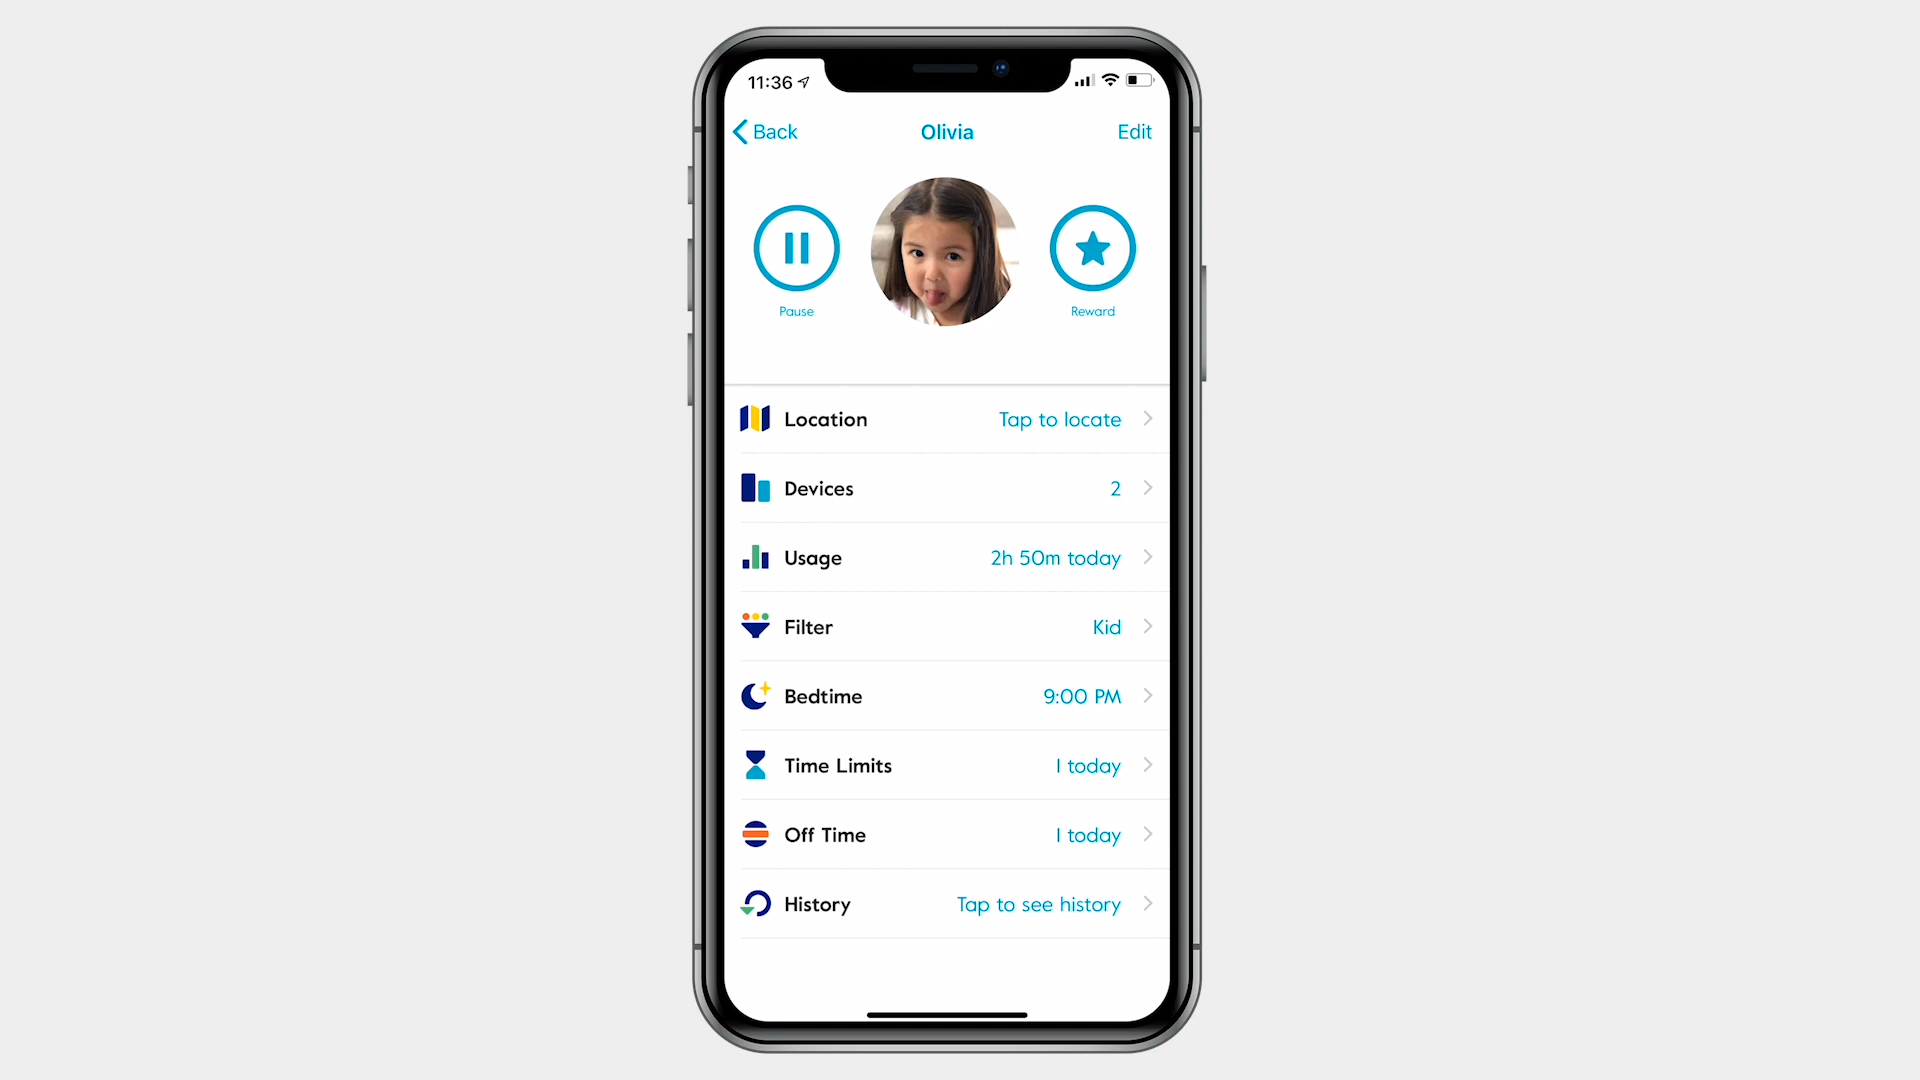 11:36
Back
Olivia
Edit
Pause
Reward
Location
Tap to locate
Devices
2
Usage
2h 50m today
Filter
Kid
Bedtime
9:00 PM
Time Limits
1 today
Off Time
1 today
History
Tap to see history